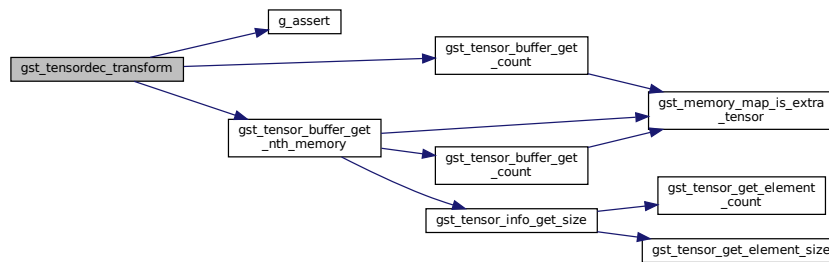 g_assert
gst_tensordec_transform
gst_tensor_buffer_get
_count
gst_memory_map_is_extra
_tensor
gst_tensor_buffer_get
_nth_memory
gst_tensor_buffer_get
_count
gst_tensor_get_element
_count
gst_tensor_info_get_size
gst_tensor_get_element_size